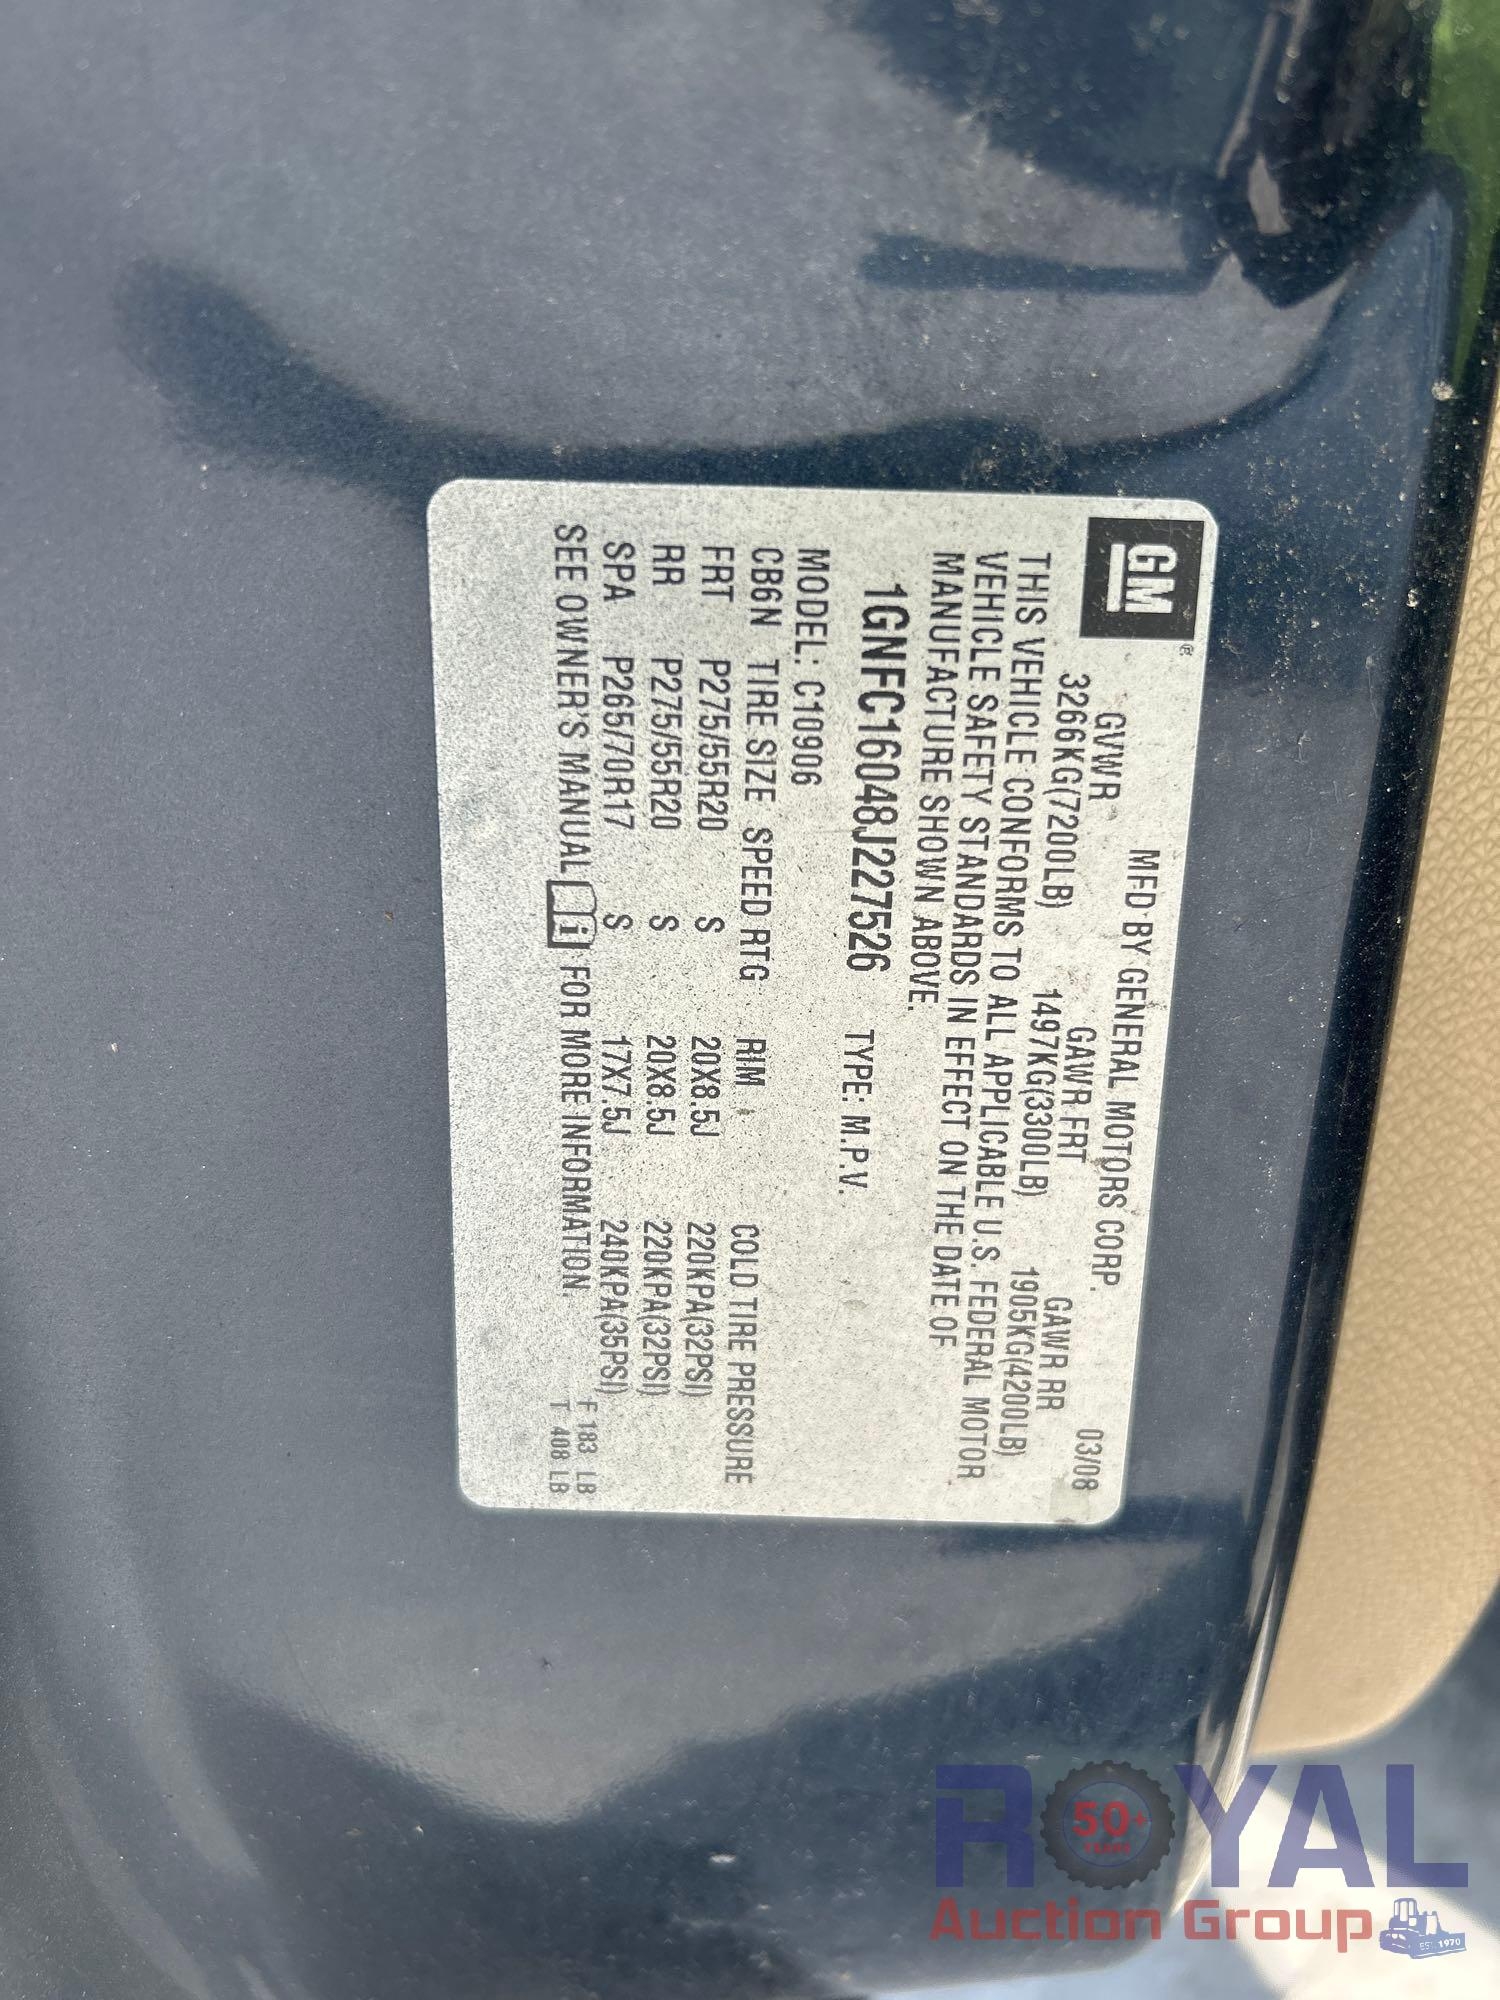 GM®
MFD BY GENERAL MOTORS CORP. 03/08
GVWR GAWR FRT GAWR RR
3266KG(7200LB) 1497KG(3300LB) 1905KG(4200LB)
THIS VEHICLE CONFORMS TO ALL APPLICABLE U.S. FEDERAL MOTOR
VEHICLE SAFETY STANDARDS IN EFFECT ON THE DATE OF
MANUFACTURE SHOWN ABOVE.
1GNFC16048J227526 TYPE: M.P.V.
MODEL: C10906
CB6N TIRE SIZE SPEED RTG RIM COLD TIRE PRESSURE
FRT P275/55R20 S 20X8.5J 220KPA(32PSI)
RR P275/55R20 S 20X8.5J 220KPA(32PSI)
SPA P265/70R17 S 17X7.5J 240KPA(35PSI)
SEE OWNER'S MANUAL i FOR MORE INFORMATION.
F 183 LB
T 408 LB
ROYAL
50+
YEARS
Auction Group
EST. 1970